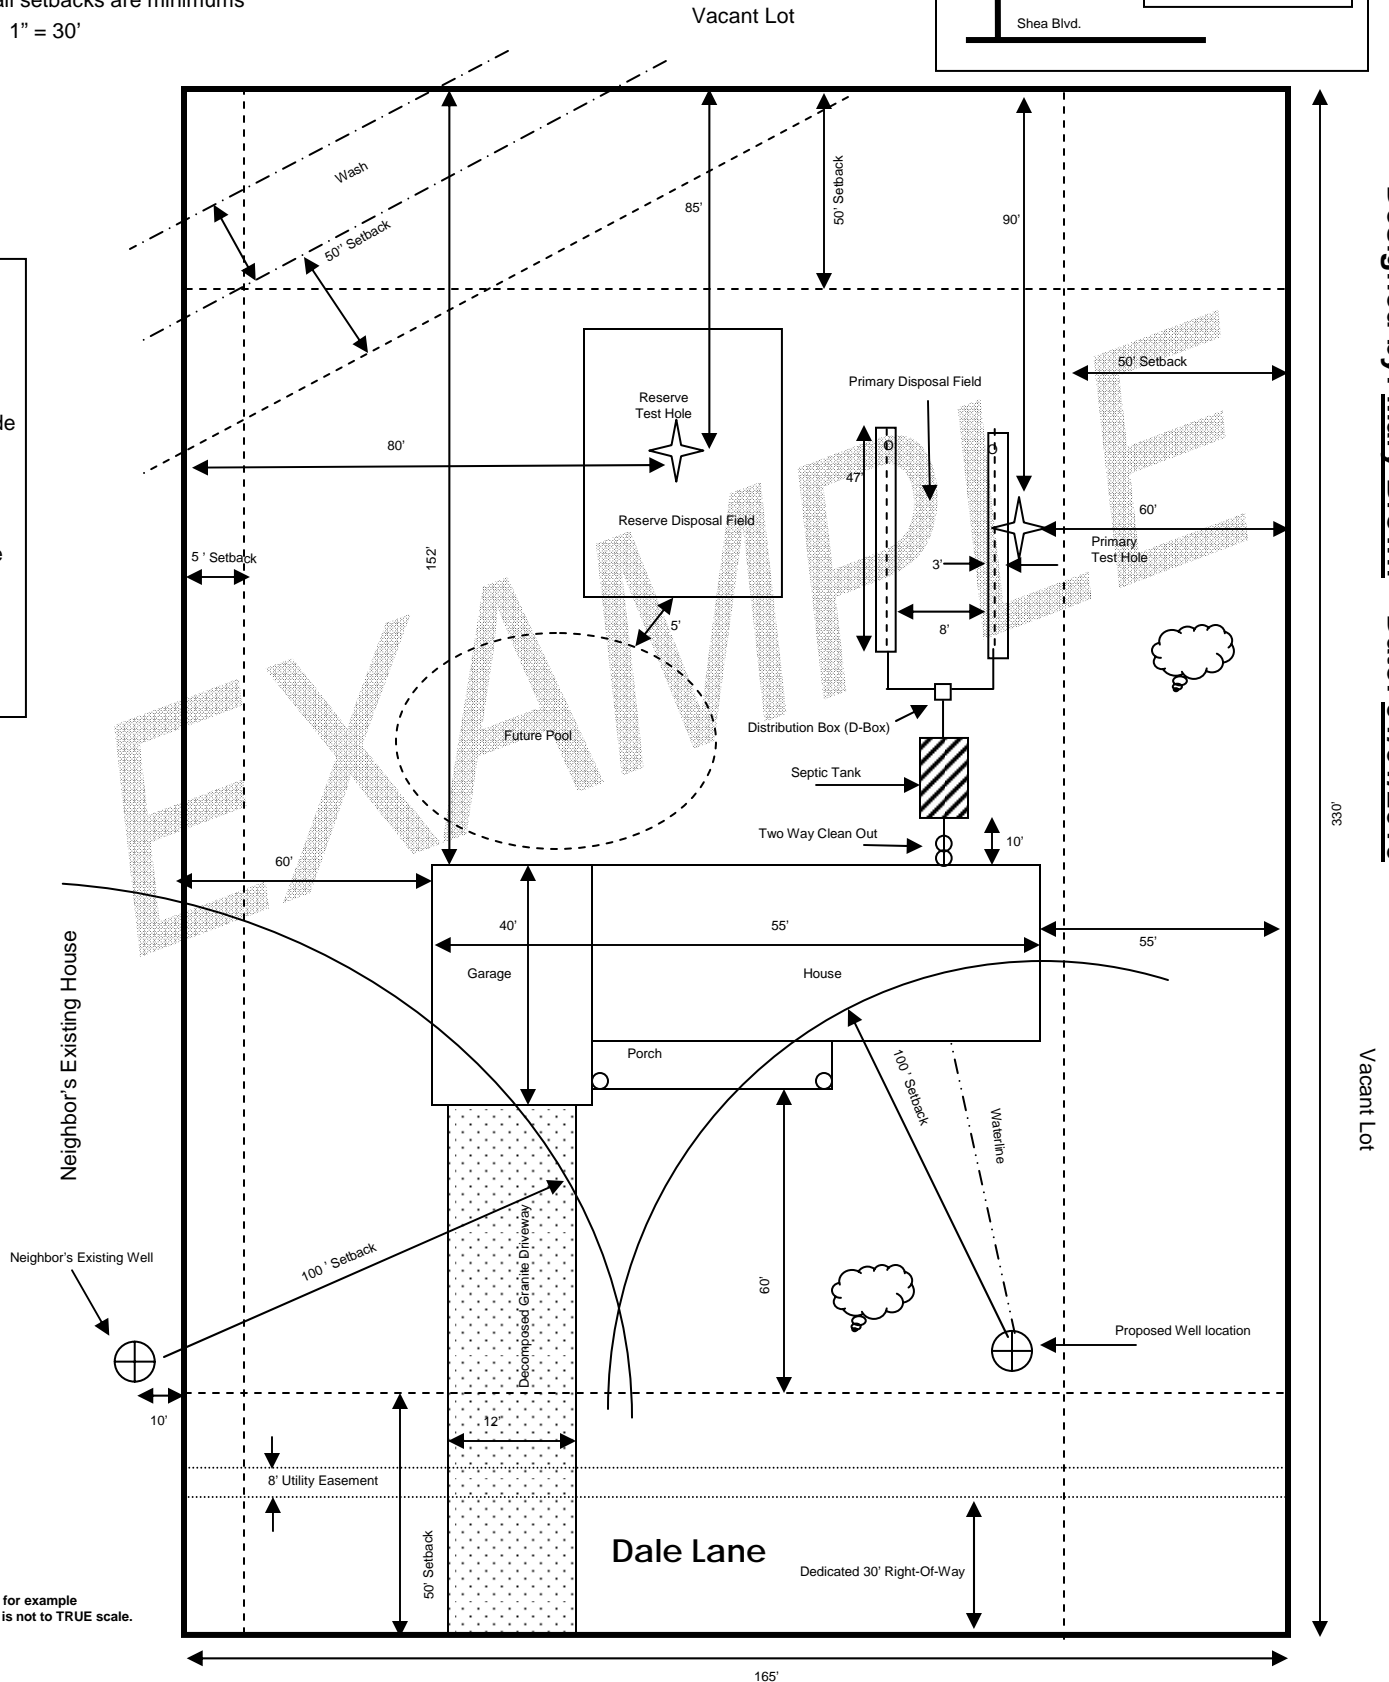 all setbacks are minimums
1” = 30’
Vacant Lot
Shea Blvd.
Wash
50’’ Setback
85’
50’ Setback
90’
50’ Setback
Primary Disposal Field
Reserve
Test Hole
80’
47’
60’
Primary
Test Hole
Reserve Disposal Field
152’
5 ’ Setback
3’
8’
5’
EXAMPLE
Future Pool
Distribution Box (D-Box)
Septic Tank
Two Way Clean Out
10’
330’
60’
40’
55’
55’
Garage
House
Neighbor’s Existing House
Porch
100 ’ Setback
Waterline
Vacant Lot
Neighbor’s Existing Well
100 ’ Setback
Decomposed Granite Driveway
60’
Proposed Well location
10’
12’
8’ Utility Easement
50’ Setback
Dale Lane
Dedicated 30’ Right-Of-Way
for example
is not to TRUE scale.
165’